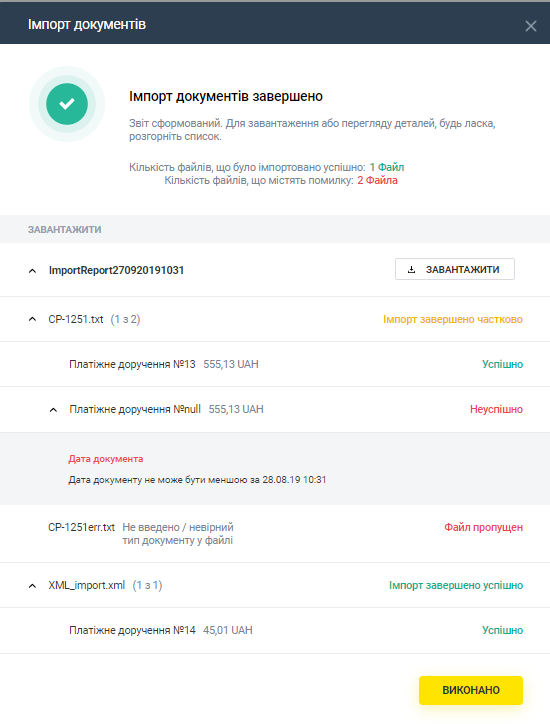 Імпорт документів
Імпорт документів завершено
Звіт сформований. Для завантаження або перегляду деталей, будь ласка,
розгорніть список.
Кількість файлів, що було імпортовано успішно: 1 Файл
Кількість файлів, що містять помилку: 2 Файла
ЗАВАНТАЖИТИ
ImportReport270920191031 ЗАВАНТАЖИТИ
CP-1251.txt (1 з 2) Імпорт завершено частково
Платіжне доручення №13 555,13 UAH Успішно
Платіжне доручення №null 555,13 UAH Неуспішно
Дата документа
Дата документу не може бути меншою за 28.08.19 10:31
CP-1251err.txt Не введено / невірний Файл пропущен
тип документу у файлі
XML_import.xml (1 з 1) Імпорт завершено успішно
Платіжне доручення №14 45,01 UAH Успішно
ВИКОНАНО